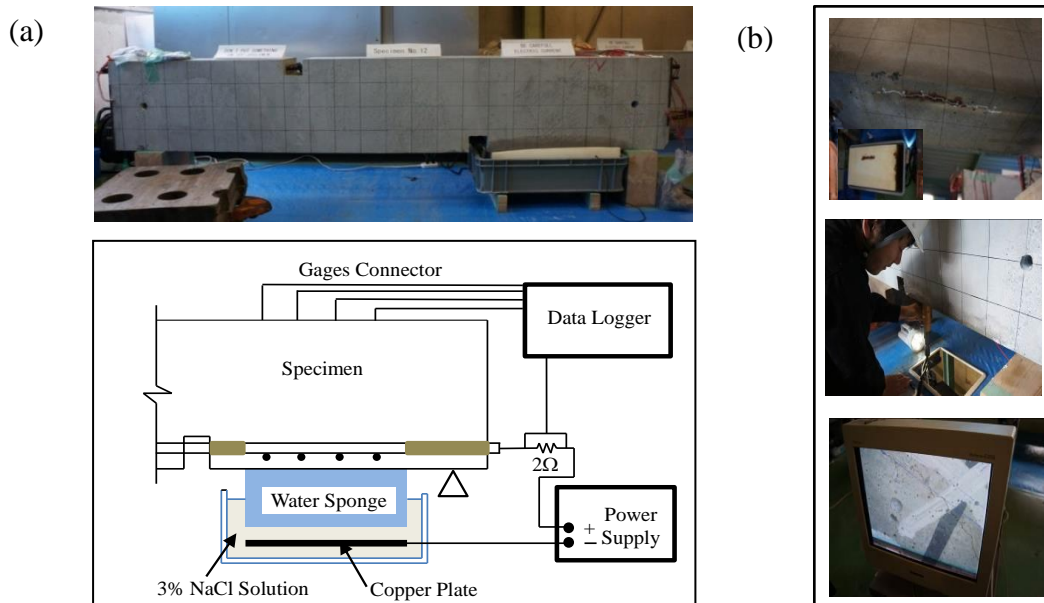 (a)
(b)
Specimen No.12
Gages Connector
Data Logger
Specimen
2Ω
Water Sponge
+
−
Power
Supply
3% NaCl Solution
Copper Plate